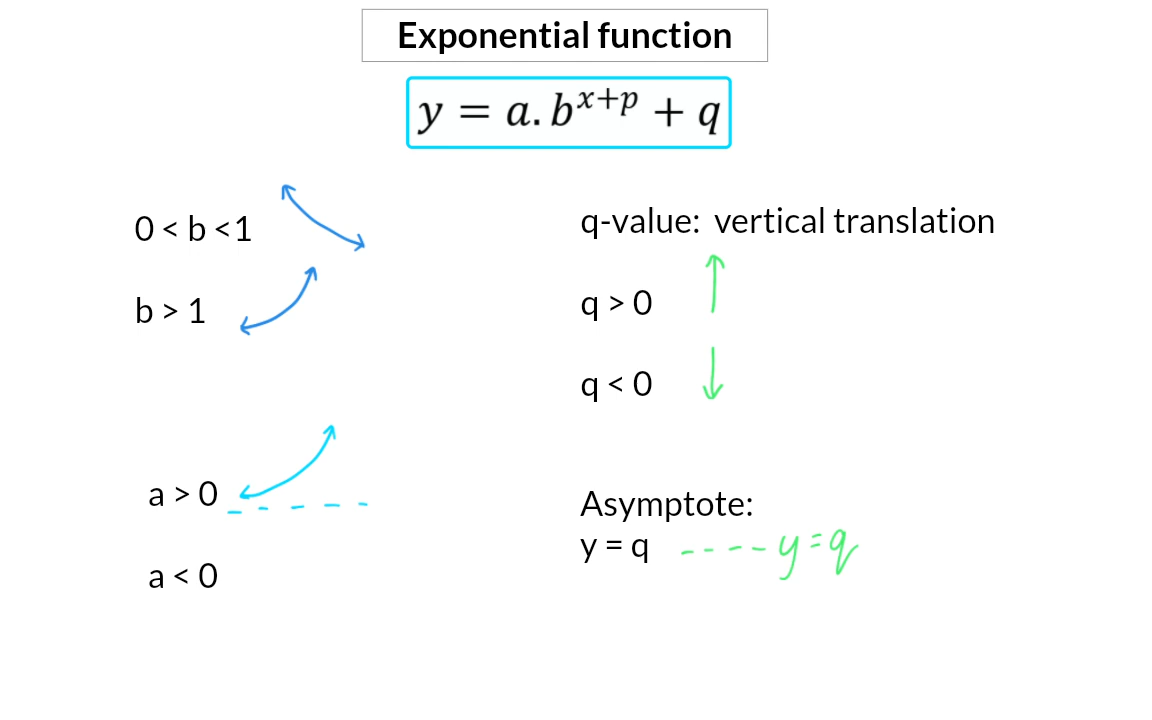 Exponential function
y = a.b^{x+p} + q
0 < b <1
b > 1
a > 0
a < 0
q-value: vertical translation
q > 0
q < 0
Asymptote:
y = q ---- y = q